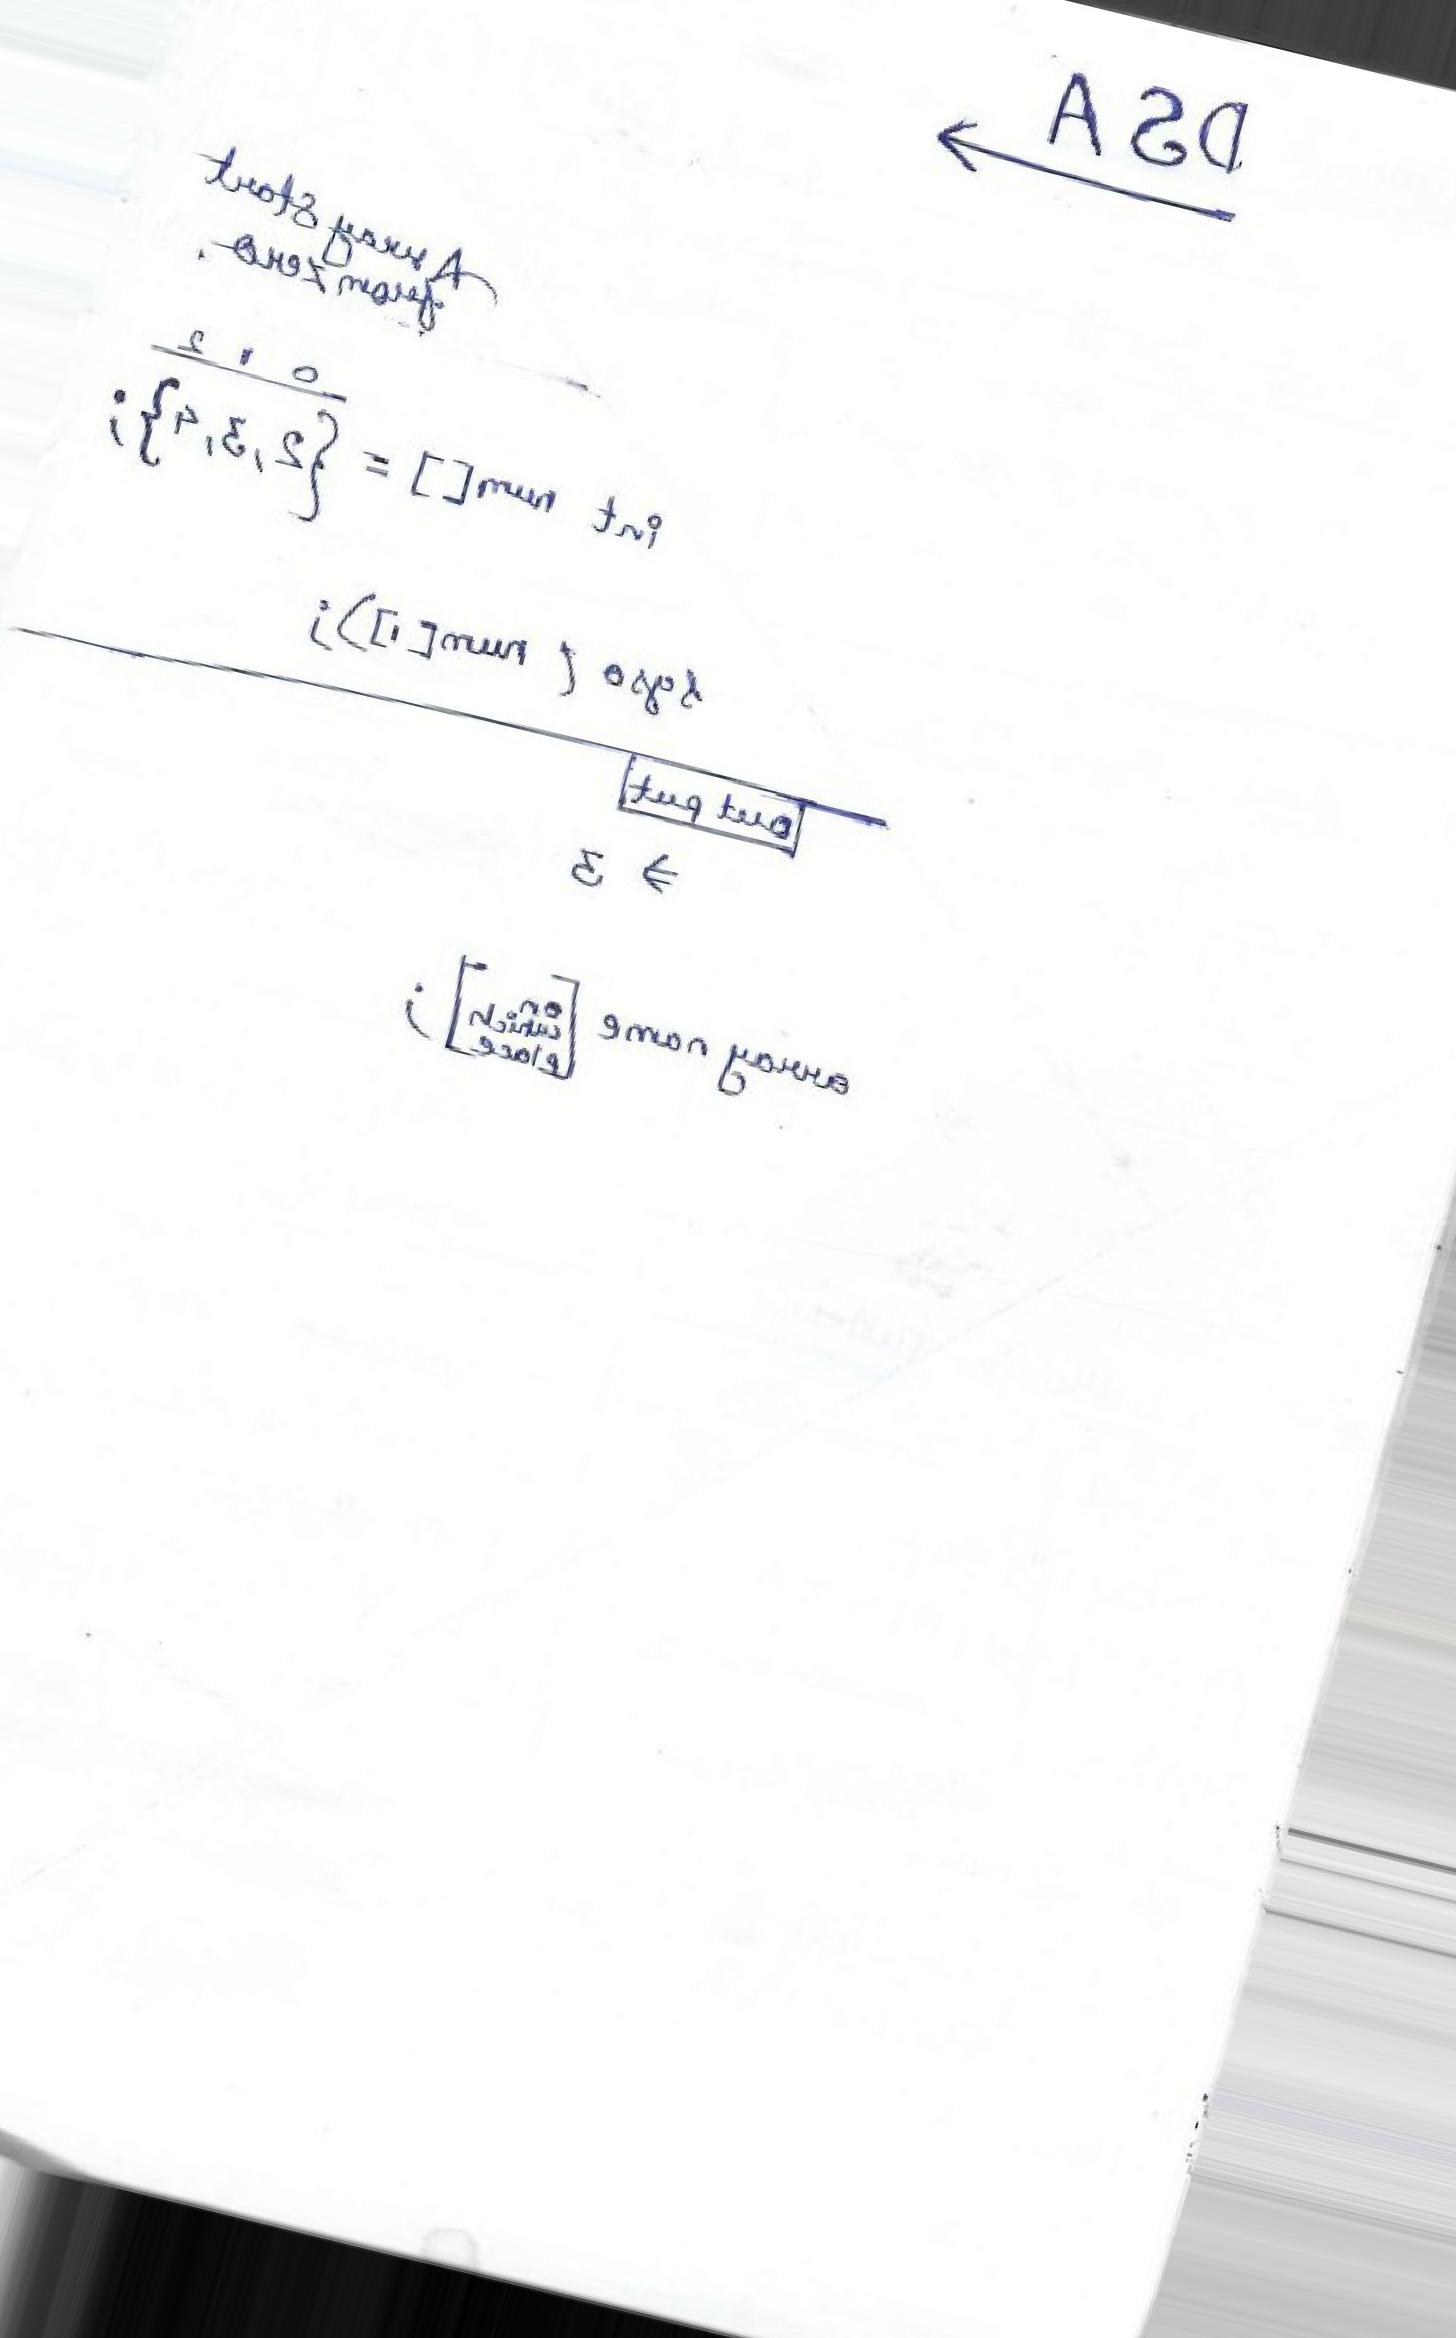 DSA
Array start
from zero.
0 1 2
int num[] = {2,3,4};
( num[1]);
out put
→ 3
array name [on which place];